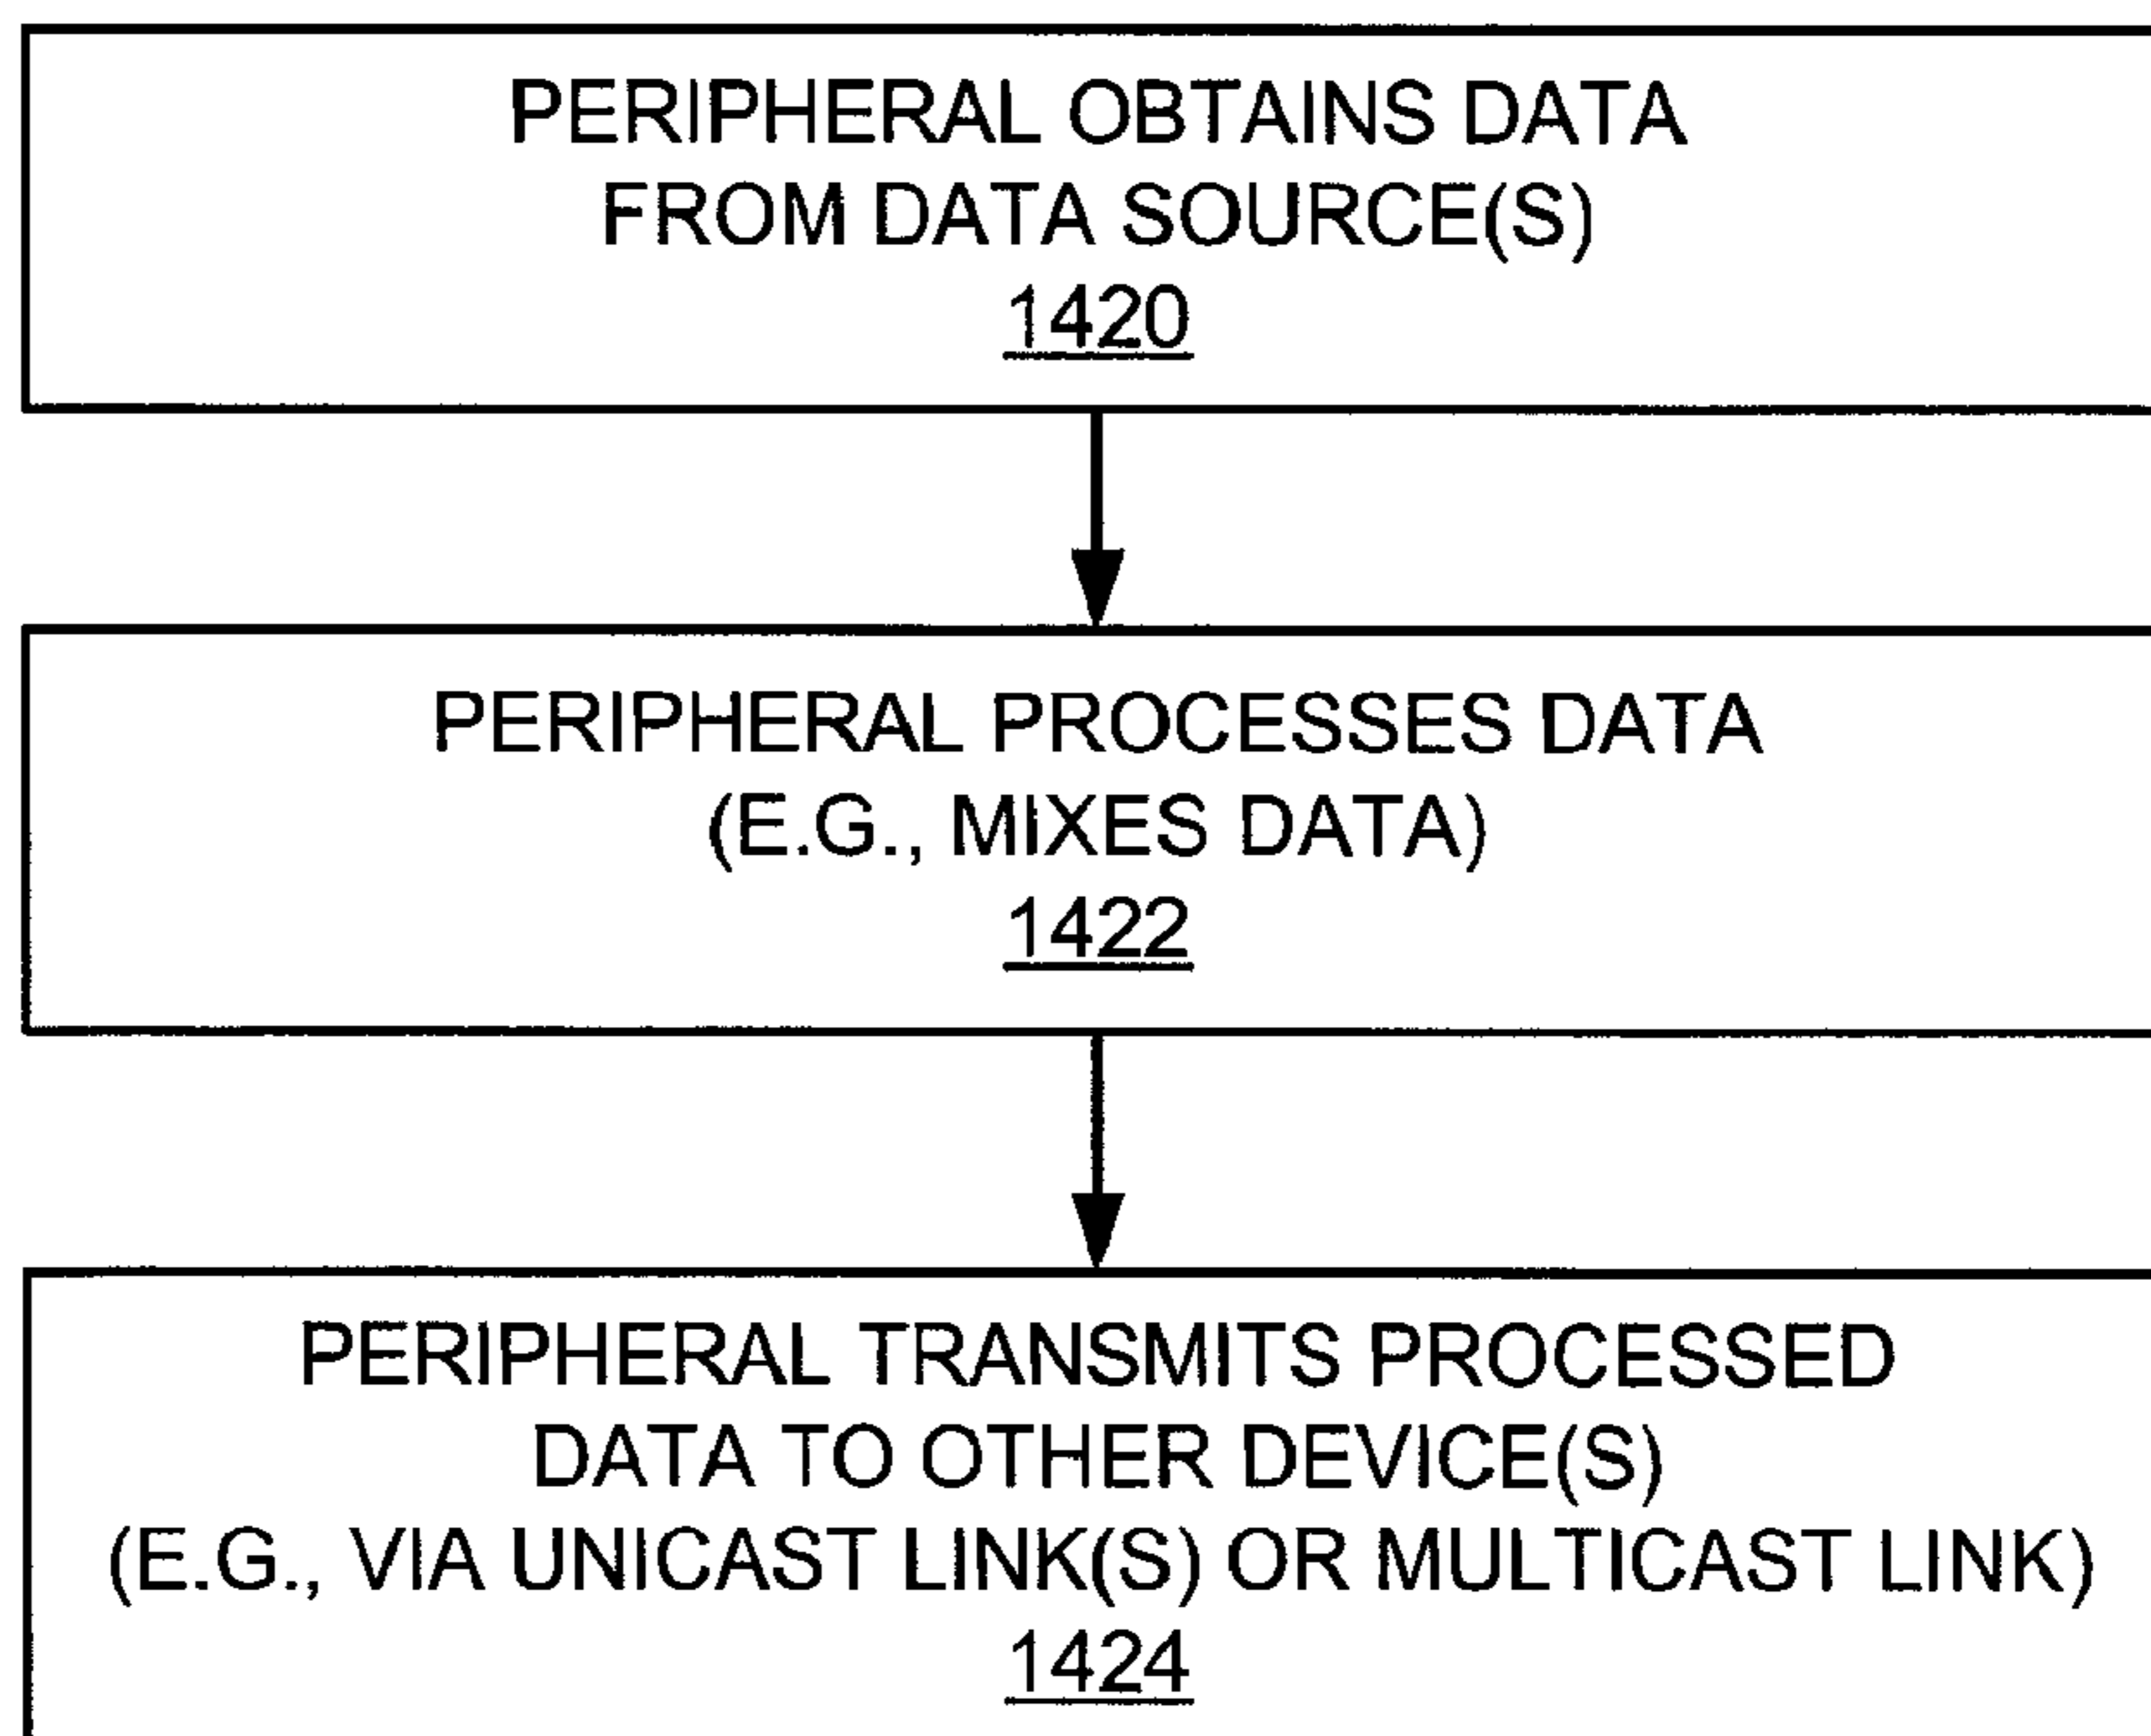 PERIPHERAL OBTAINS DATA
FROM DATA SOURCE(S)
1420
PERIPHERAL PROCESSES DATA
(E.G., MIXES DATA)
1422
PERIPHERAL TRANSMITS PROCESSED
DATA TO OTHER DEVICE(S)
(E.G., VIA UNICAST LINK(S) OR MULTICAST LINK)
1424